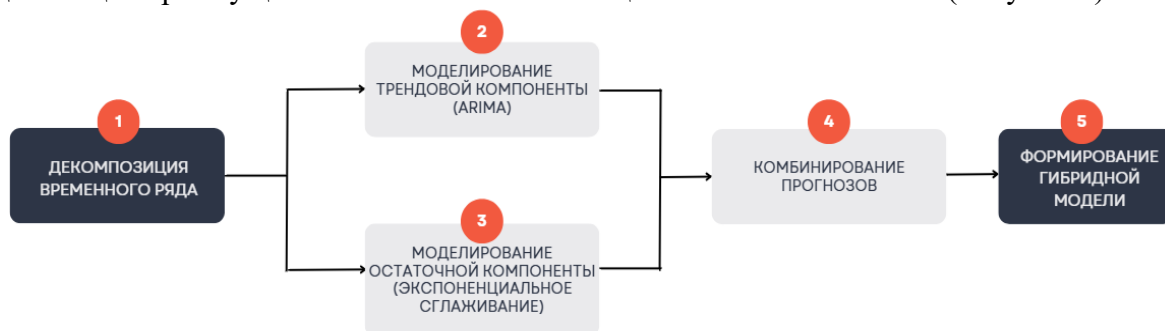 1
ДЕКОМПОЗИЦИЯ
ВРЕМЕННОГО РЯДА
2
МОДЕЛИРОВАНИЕ
ТРЕНДОВОЙ КОМПОНЕНТЫ
(ARIMA)
3
МОДЕЛИРОВАНИЕ
ОСТАТОЧНОЙ КОМПОНЕНТЫ
(ЭКСПОНЕНЦИАЛЬНОЕ
СГЛАЖИВАНИЕ)
4
КОМБИНИРОВАНИЕ
ПРОГНОЗОВ
5
ФОРМИРОВАНИЕ
ГИБРИДНОЙ
МОДЕЛИ